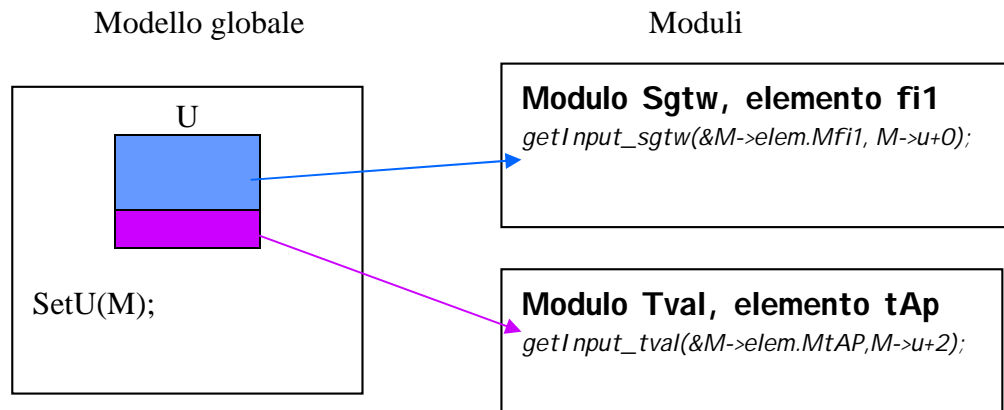 Modello globale
Moduli
U
SetU(M);
Modulo Sgtw, elemento fi1
getInput_sgtw(&M->elem.Mfi1, M->u+0);
Modulo Tval, elemento tAp
getInput_tval(&M->elem.MtAP,M->u+2);